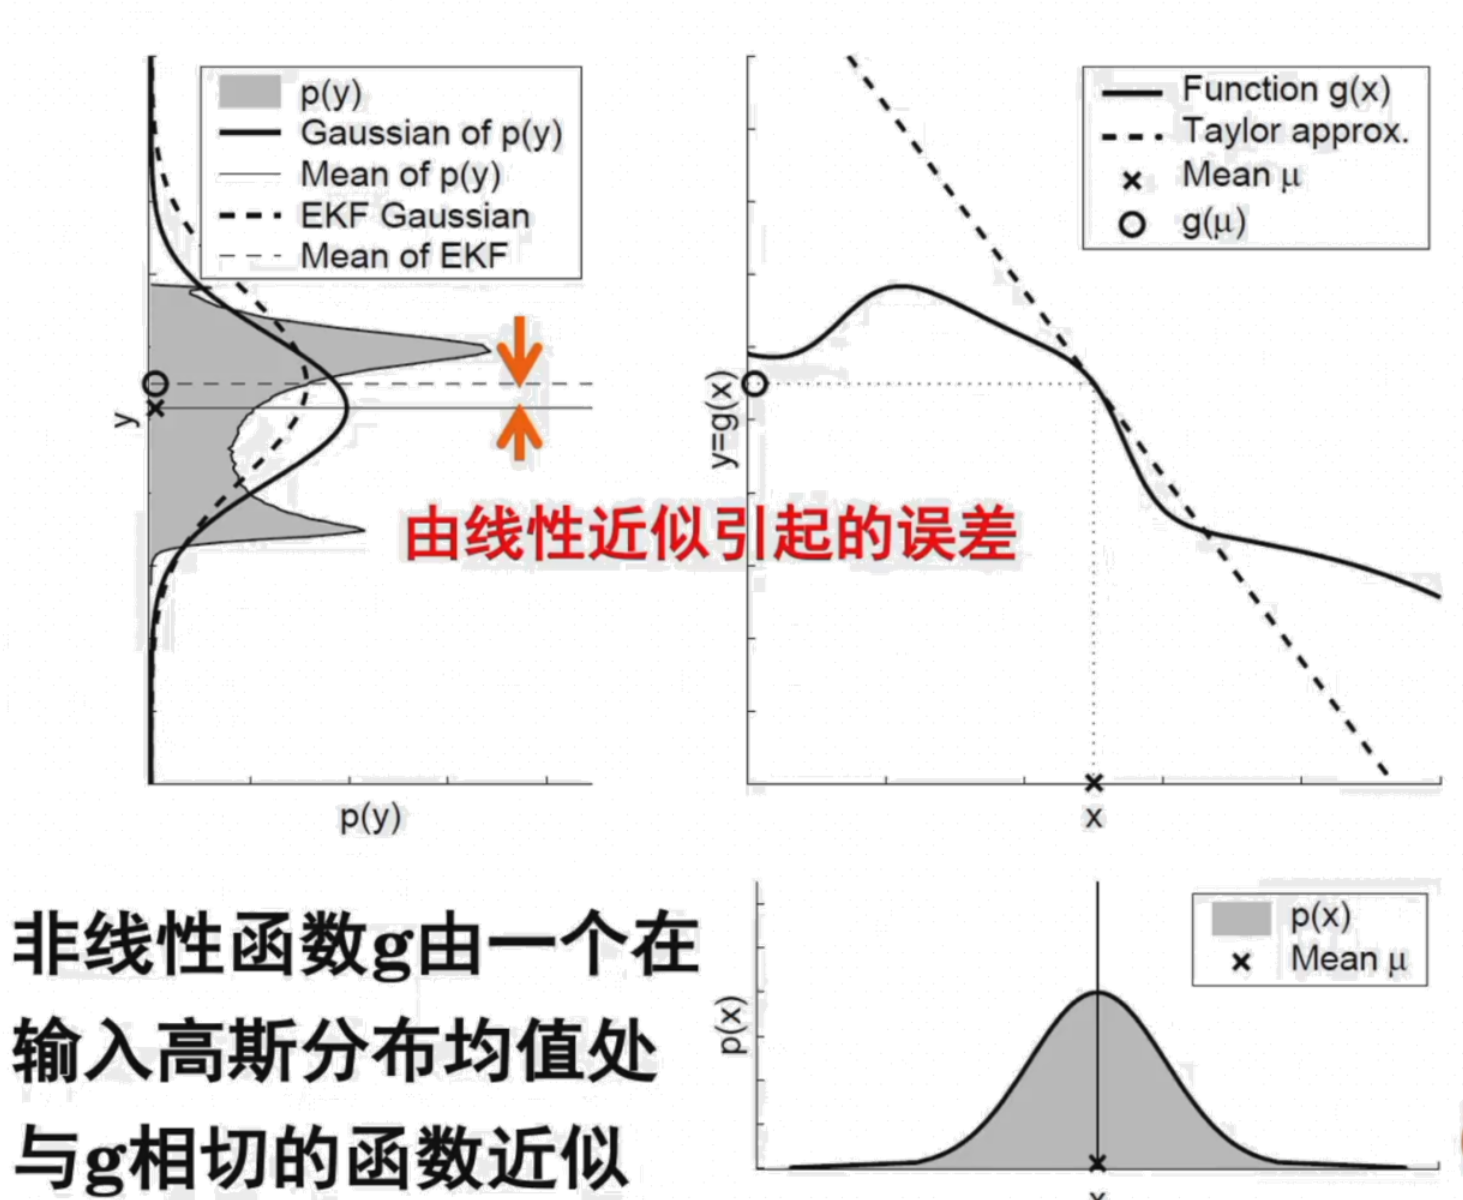 p(y)
Gaussian of p(y)
Mean of p(y)
EKF Gaussian
Mean of EKF
y
p(y)
Function g(x)
Taylor approx.
Mean μ
g(μ)
y=g(x)
x
由线性近似引起的误差
非线性函数g由一个在
输入高斯分布均值处
与g相切的函数近似
p(x)
Mean μ
p(x)